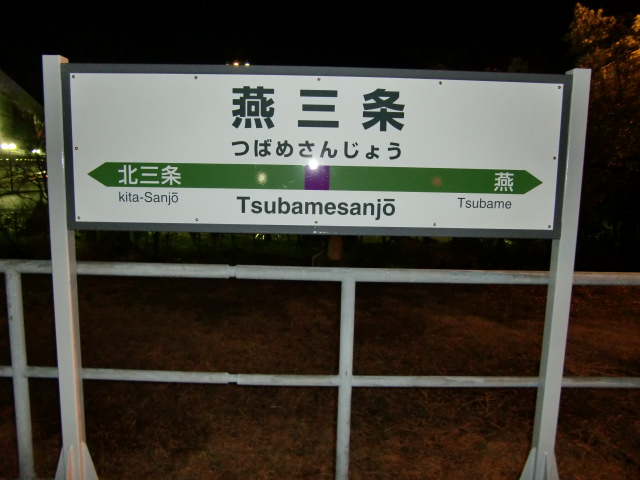 燕三条
つばめさんじょう
北三条 燕
kita-Sanjō Tsubamesanjō Tsubame